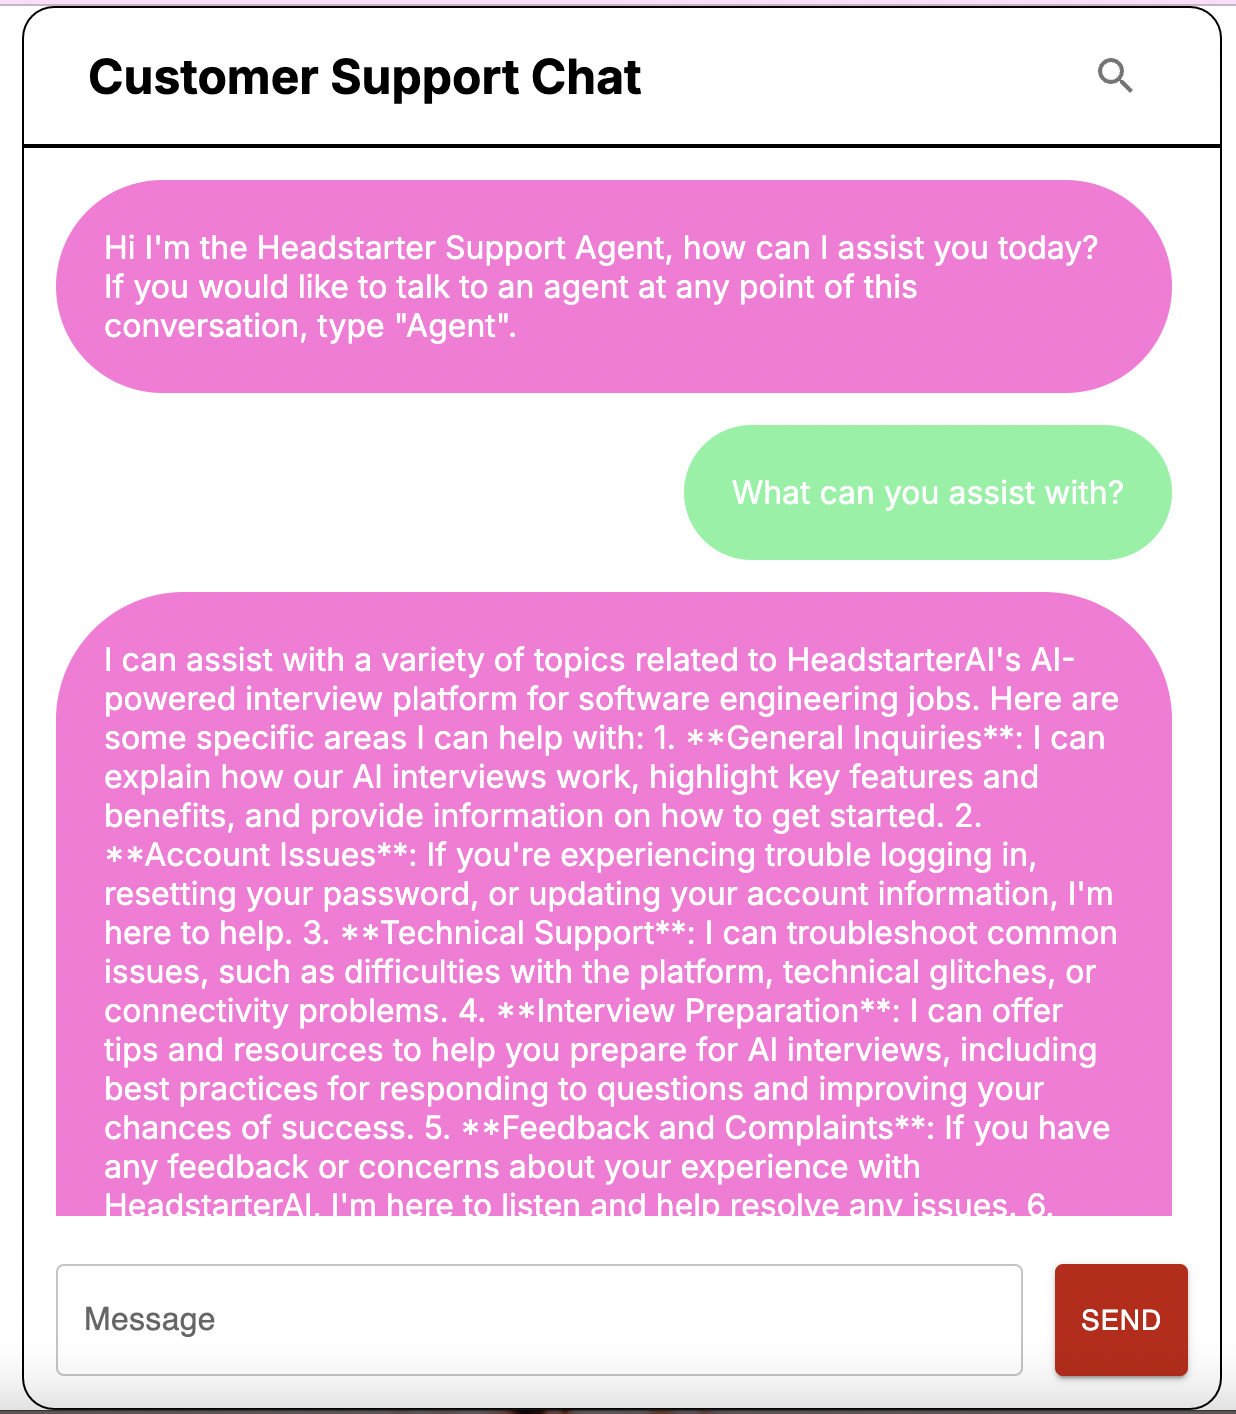 Customer Support Chat
Hi I'm the Headstarter Support Agent, how can I assist you today?
If you would like to talk to an agent at any point of this
conversation, type "Agent".
What can you assist with?
I can assist with a variety of topics related to HeadstarterAI's AI-
powered interview platform for software engineering jobs. Here are
some specific areas I can help with: 1. **General Inquiries**: I can
explain how our AI interviews work, highlight key features and
benefits, and provide information on how to get started. 2.
**Account Issues**: If you're experiencing trouble logging in,
resetting your password, or updating your account information, I'm
here to help. 3. **Technical Support**: I can troubleshoot common
issues, such as difficulties with the platform, technical glitches, or
connectivity problems. 4. **Interview Preparation**: I can offer
tips and resources to help you prepare for AI interviews, including
best practices for responding to questions and improving your
chances of success. 5. **Feedback and Complaints**: If you have
any feedback or concerns about your experience with
HeadstarterAI, I'm here to listen and help resolve any issues. 6.
Message
SEND